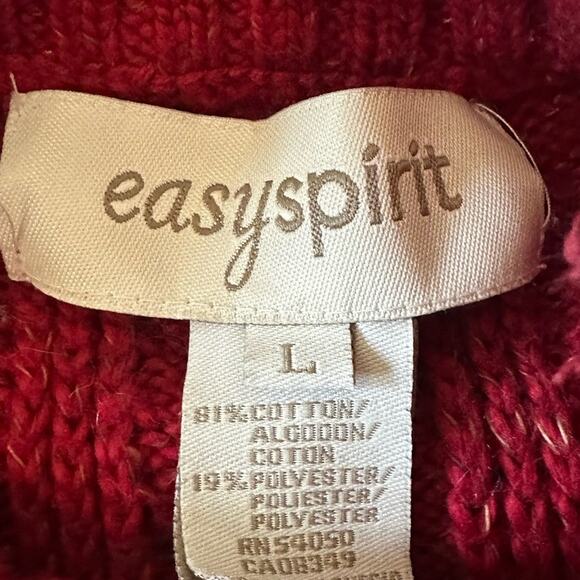 easyspirit
L
81% COTTON/
ALGODON/
COTON
19% POLYESTER/
POLIESTER/
POLYESTER
RN 54050
CA08349